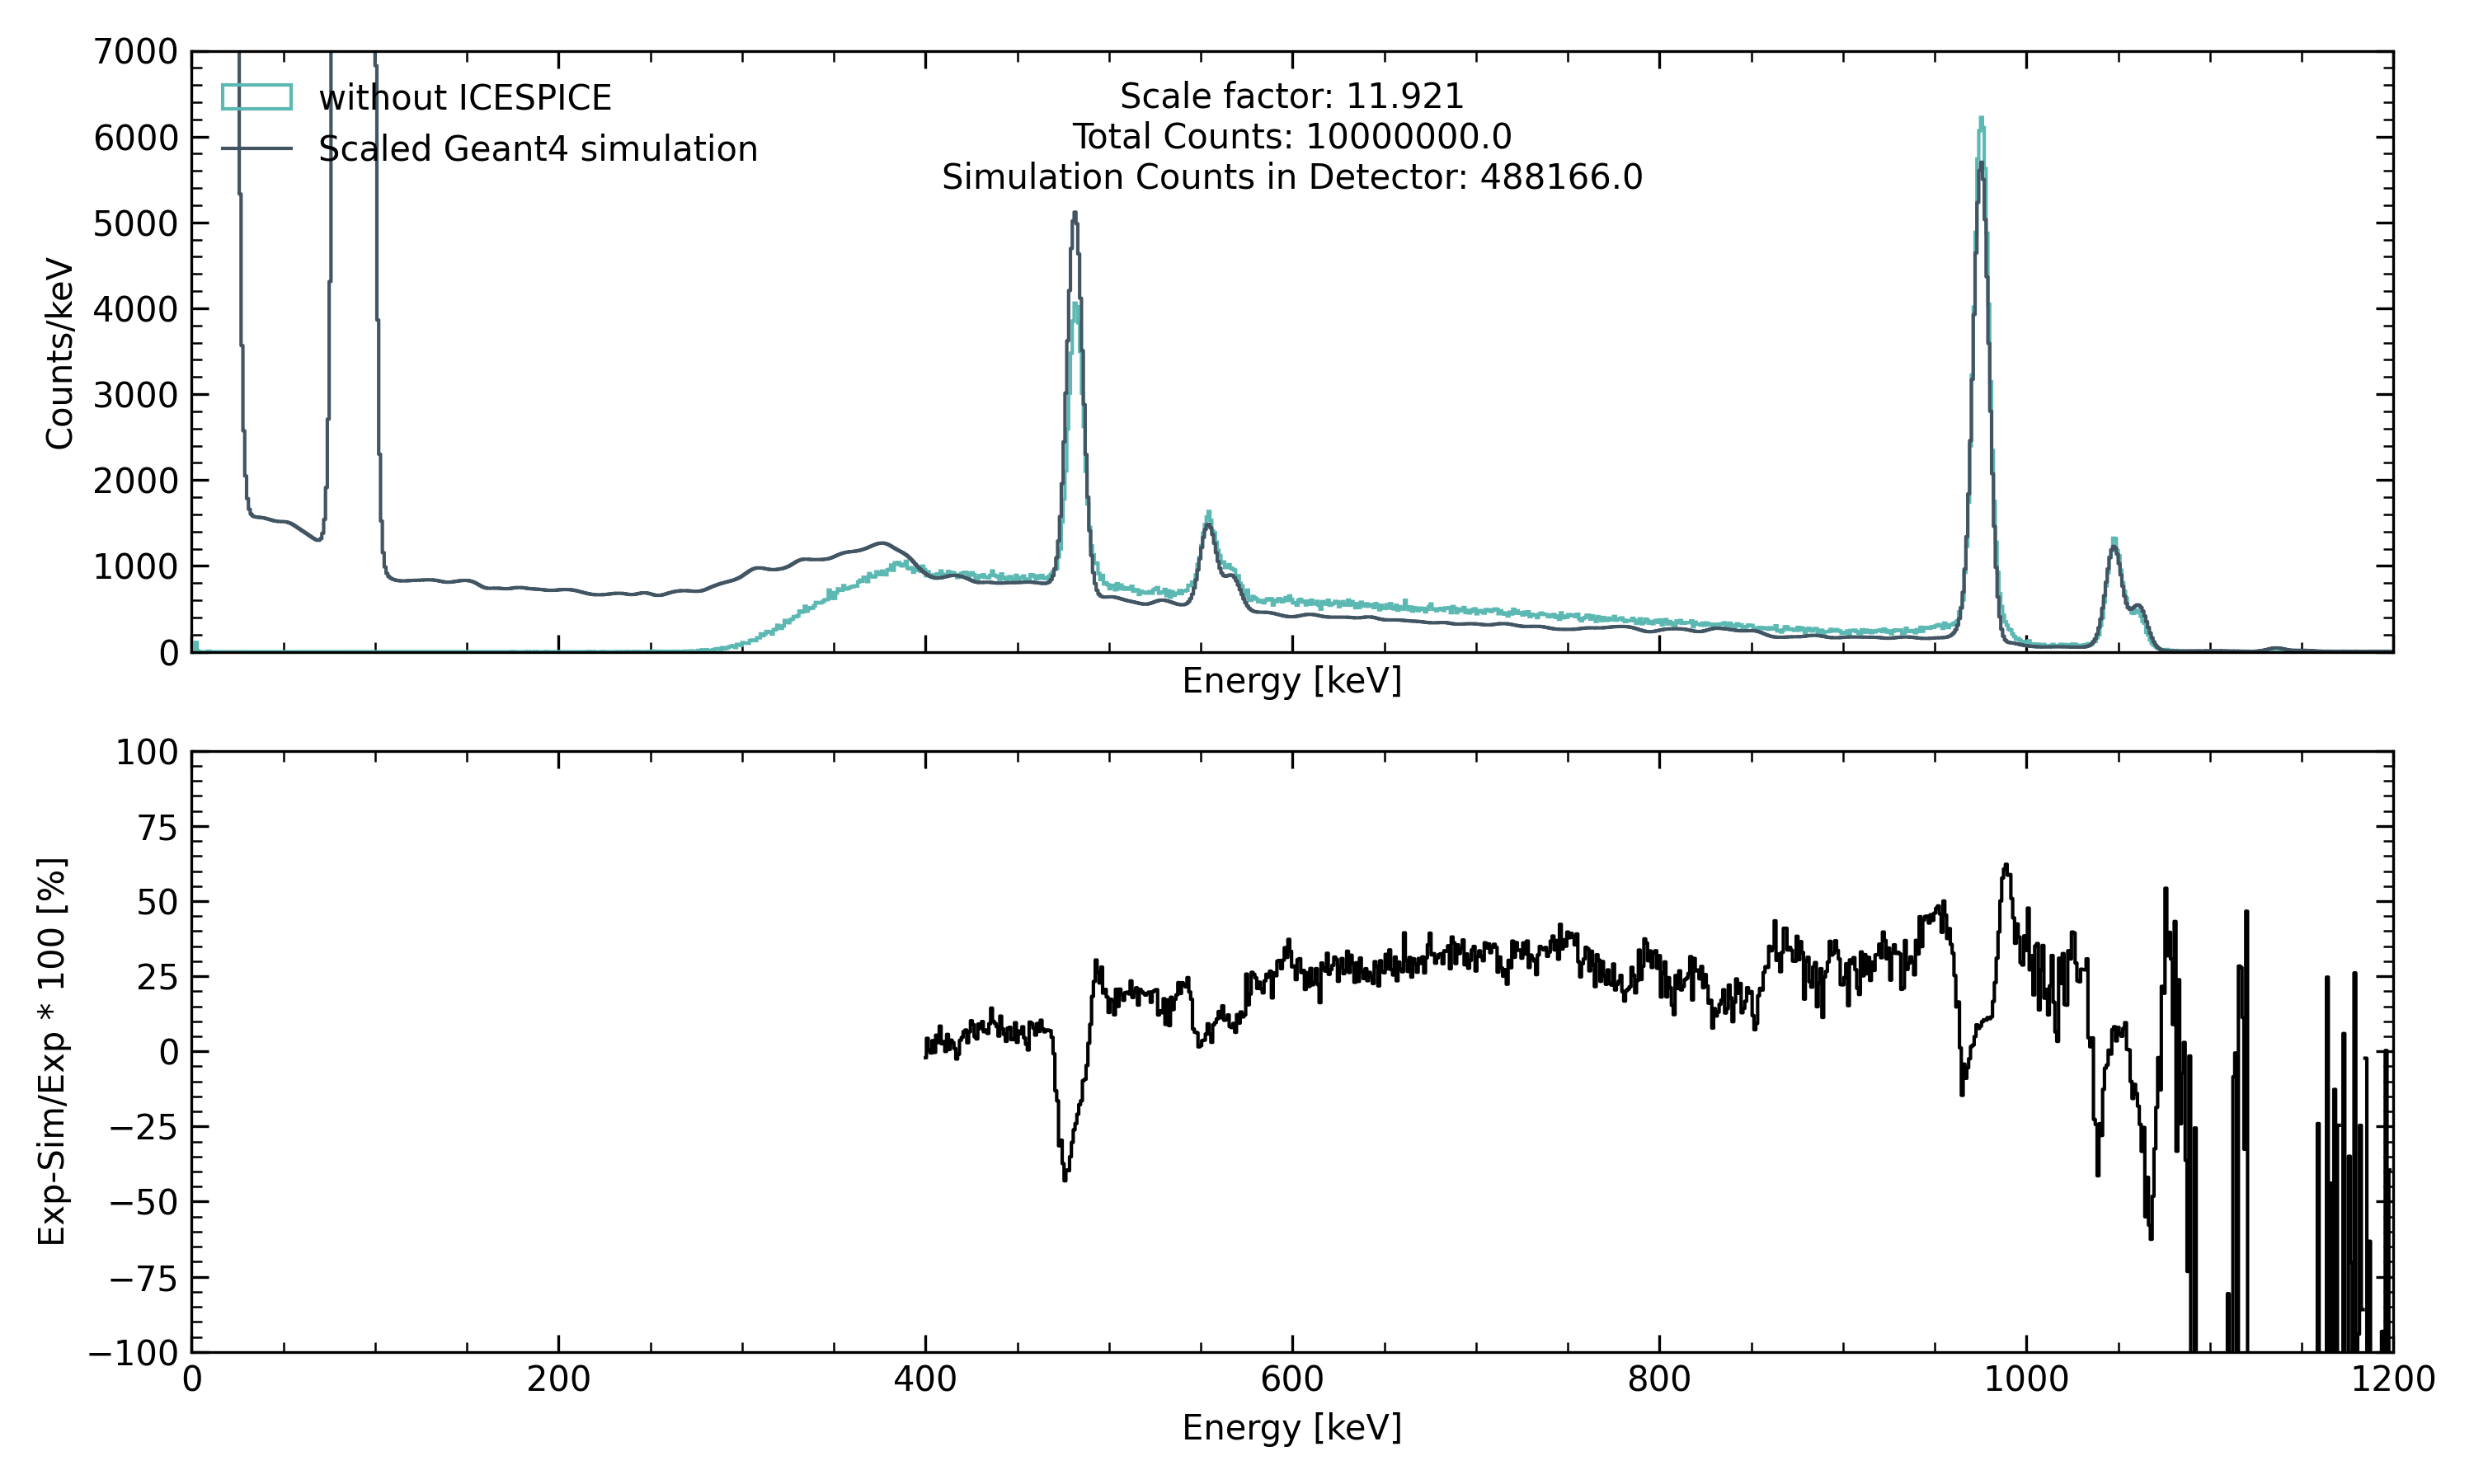 7000
6000
5000
4000
3000
2000
1000
0
Counts/keV
without ICESPICE
Scaled Geant4 simulation
Scale factor: 11.921
Total Counts: 10000000.0
Simulation Counts in Detector: 488166.0
Energy [keV]
100
75
50
25
0
−25
−50
−75
−100
Exp-Sim/Exp * 100 [%]
0 200 400 600 800 1000 1200
Energy [keV]